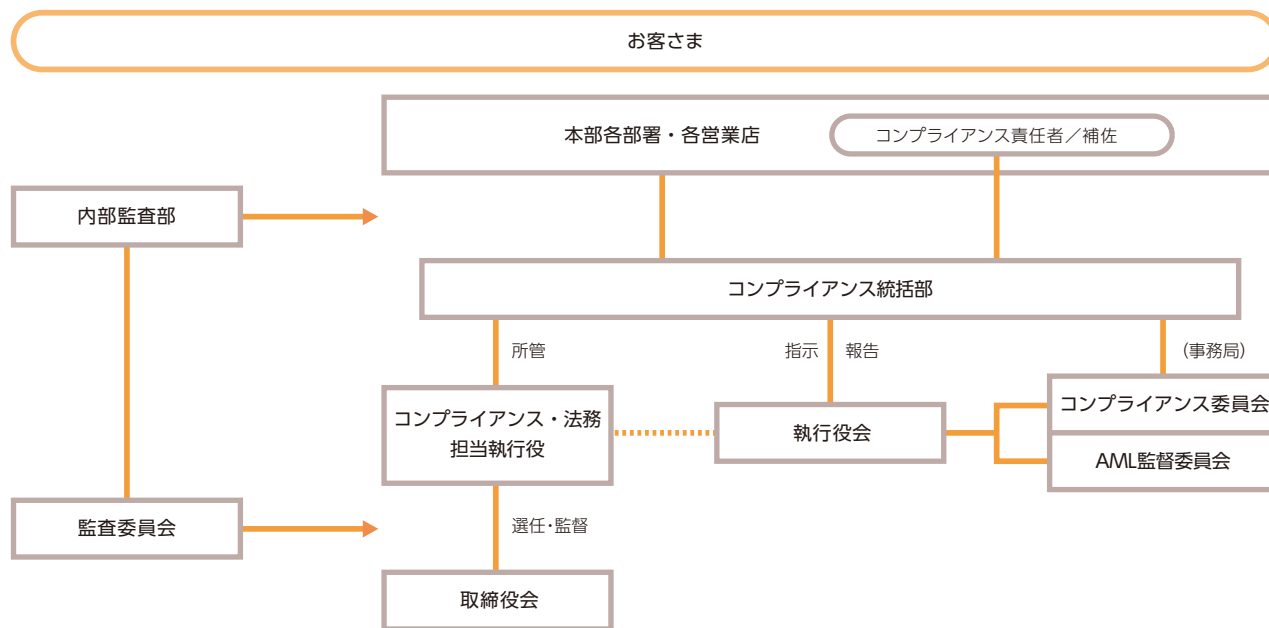 お客さま
本部各部署・各営業店
コンプライアンス責任者／補佐
内部監査部
コンプライアンス統括部
所管
指示
報告
(事務局)
コンプライアンス・法務
担当執行役
執行役会
コンプライアンス委員会
AML監督委員会
監査委員会
選任・監督
取締役会